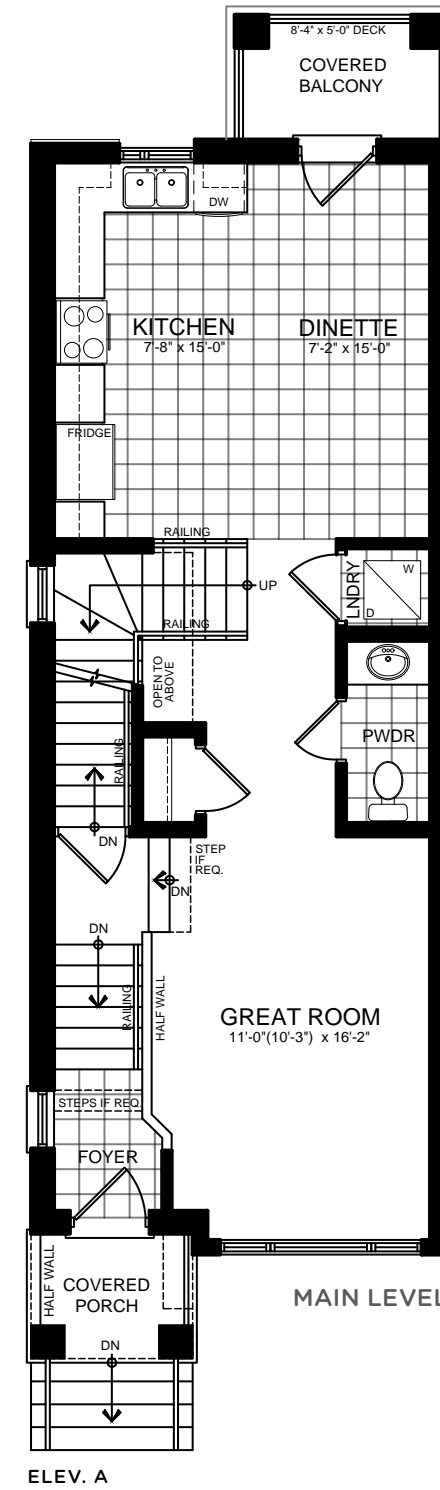 8'-4" x 5'-0" DECK
COVERED
BALCONY
DW
KITCHEN
7'-8" x 15'-0"
DINETTE
7'-2" x 15'-0"
FRIDGE
RAILING
UP
RAILING
LNDRY
W
D
OPEN TO
ABOVE
PWDR
RAILING
DN
STEP
IF
REQ.
DN
DN
RAILING
HALF WALL
GREAT ROOM
11'-0"(10'-3") x 16'-2"
STEPS IF REQ.
FOYER
HALF WALL
COVERED
PORCH
MAIN LEVEL
DN
ELEV. A